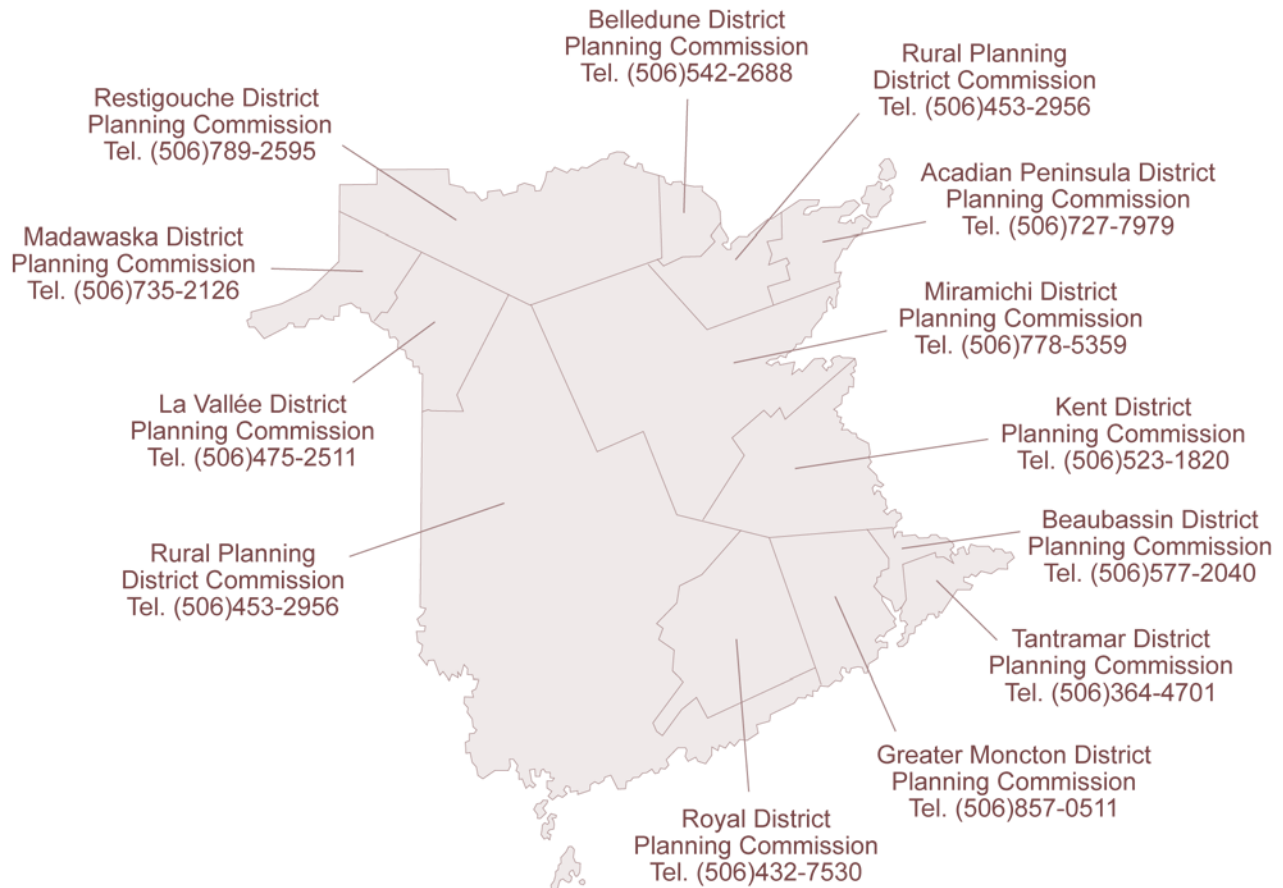 Belledune District
Planning Commission
Tel. (506)542-2688
Rural Planning
District Commission
Tel. (506)453-2956
Restigouche District
Planning Commission
Tel. (506)789-2595
Acadian Peninsula District
Planning Commission
Tel. (506)727-7979
Madawaska District
Planning Commission
Tel. (506)735-2126
Miramichi District
Planning Commission
Tel. (506)778-5359
La Vallée District
Planning Commission
Tel. (506)475-2511
Kent District
Planning Commission
Tel. (506)523-1820
Beaubassin District
Planning Commission
Tel. (506)577-2040
Rural Planning
District Commission
Tel. (506)453-2956
Tantramar District
Planning Commission
Tel. (506)364-4701
Greater Moncton District
Planning Commission
Tel. (506)857-0511
Royal District
Planning Commission
Tel. (506)432-7530